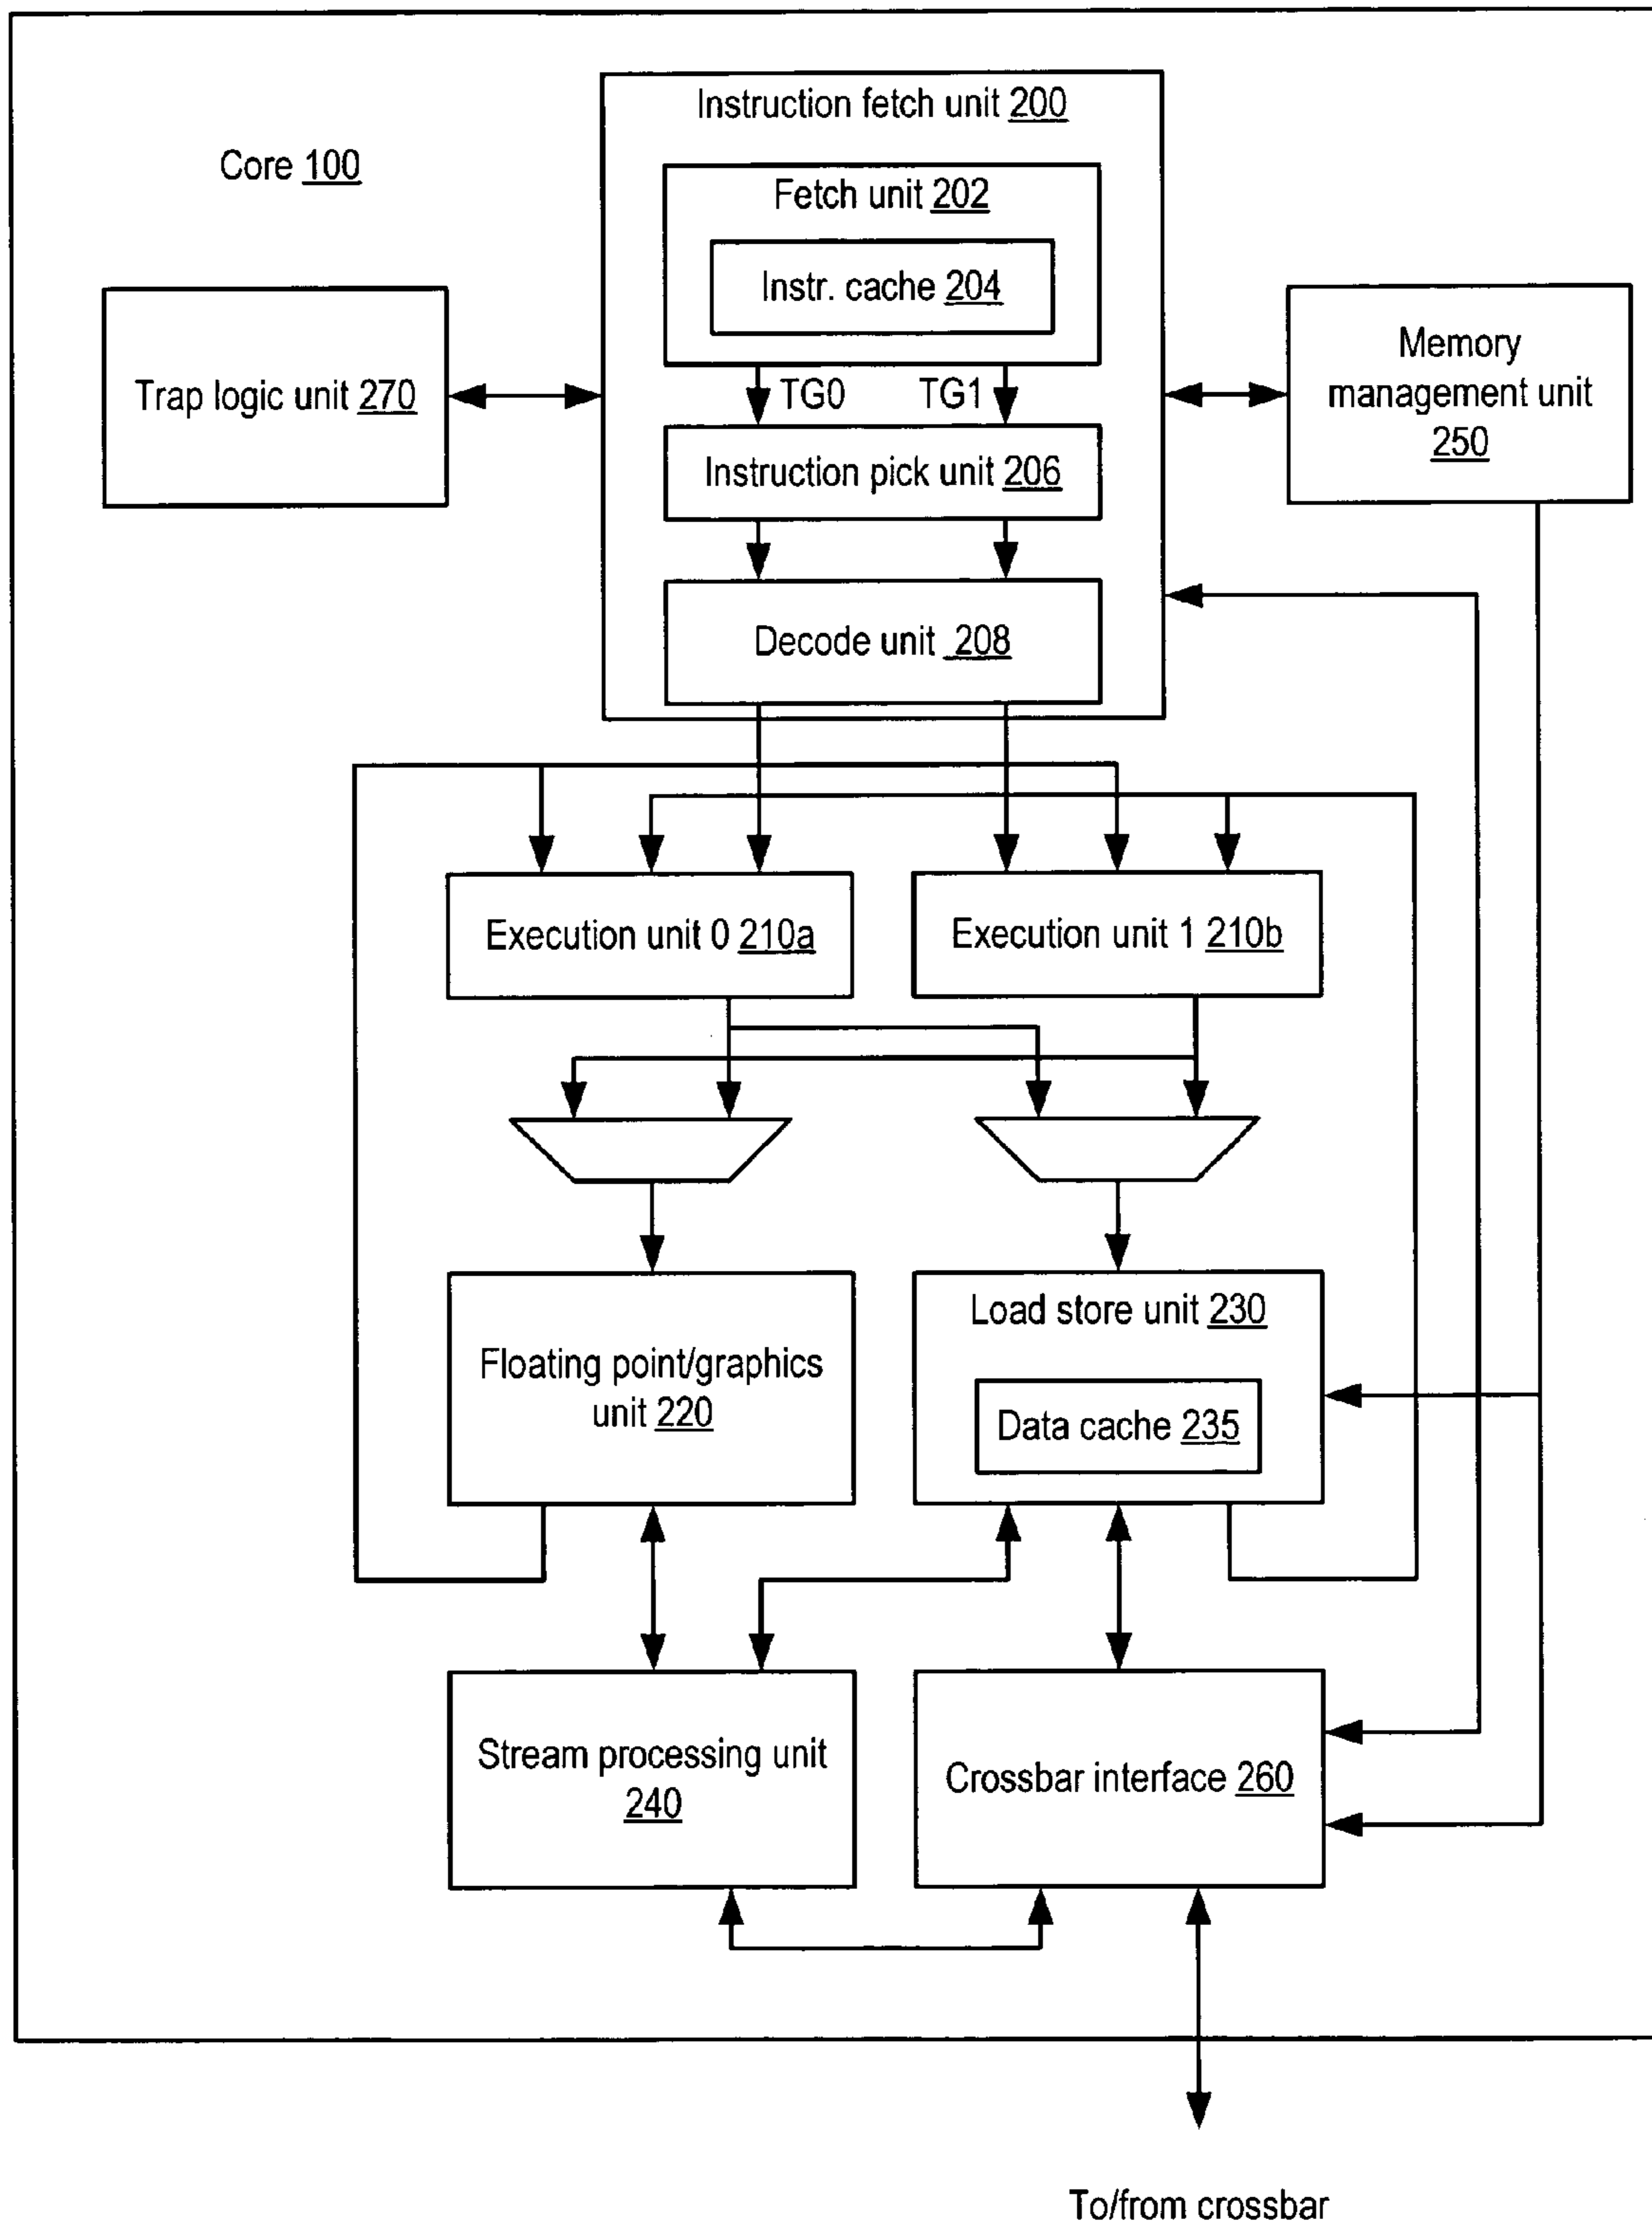 Instruction fetch unit 200
Core 100
Fetch unit 202
Instr. cache 204
Trap logic unit 270
TG0
TG1
Memory
management unit
250
Instruction pick unit 206
Decode unit 208
Execution unit 0 210a
Execution unit 1 210b
Floating point/graphics
unit 220
Load store unit 230
Data cache 235
Stream processing unit
240
Crossbar interface 260
To/from crossbar